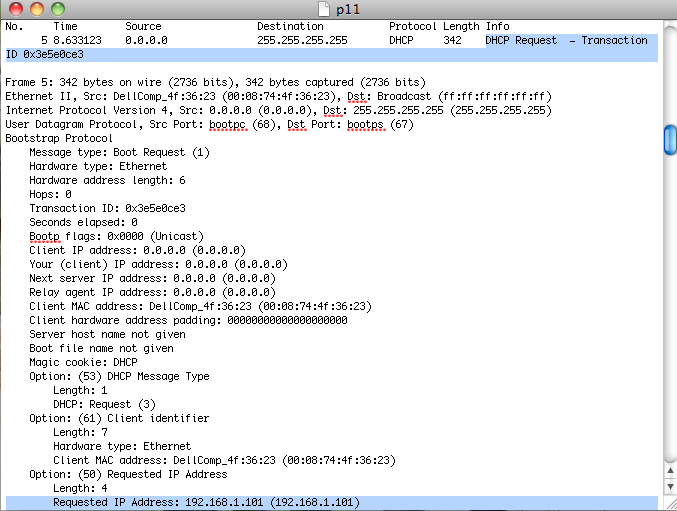 p11
No. Time Source Destination Protocol Length Info
5 8.633123 0.0.0.0 255.255.255.255 DHCP 342 DHCP Request – Transaction
ID 0x3e5e0ce3
Frame 5: 342 bytes on wire (2736 bits), 342 bytes captured (2736 bits)
Ethernet II, Src: DellComp_4f:36:23 (00:08:74:4f:36:23), Dst: Broadcast (ff:ff:ff:ff:ff:ff)
Internet Protocol Version 4, Src: 0.0.0.0 (0.0.0.0), Dst: 255.255.255.255 (255.255.255.255)
User Datagram Protocol, Src Port: bootpc (68), Dst Port: bootps (67)
Bootstrap Protocol
Message type: Boot Request (1)
Hardware type: Ethernet
Hardware address length: 6
Hops: 0
Transaction ID: 0x3e5e0ce3
Seconds elapsed: 0
Bootp flags: 0x0000 (Unicast)
Client IP address: 0.0.0.0 (0.0.0.0)
Your (client) IP address: 0.0.0.0 (0.0.0.0)
Next server IP address: 0.0.0.0 (0.0.0.0)
Relay agent IP address: 0.0.0.0 (0.0.0.0)
Client MAC address: DellComp_4f:36:23 (00:08:74:4f:36:23)
Client hardware address padding: 00000000000000000000
Server host name not given
Boot file name not given
Magic cookie: DHCP
Option: (53) DHCP Message Type
Length: 1
DHCP: Request (3)
Option: (61) Client identifier
Length: 7
Hardware type: Ethernet
Client MAC address: DellComp_4f:36:23 (00:08:74:4f:36:23)
Option: (50) Requested IP Address
Length: 4
Requested IP Address: 192.168.1.101 (192.168.1.101)